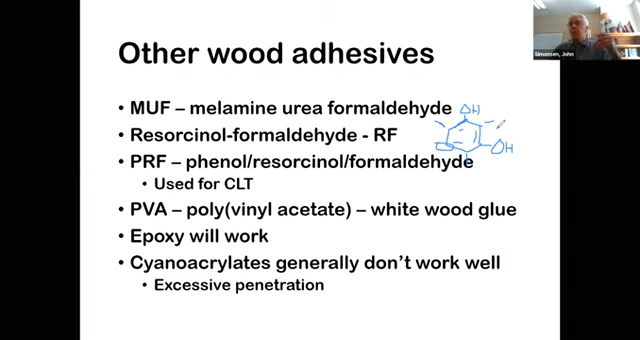 Other wood adhesives
Simonsen, John
• MUF – melamine urea formaldehyde
OH
• Resorcinol-formaldehyde - RF
OH
• PRF – phenol/resorcinol/formaldehyde
• Used for CLT
• PVA – poly(vinyl acetate) – white wood glue
• Epoxy will work
• Cyanoacrylates generally don't work well
• Excessive penetration